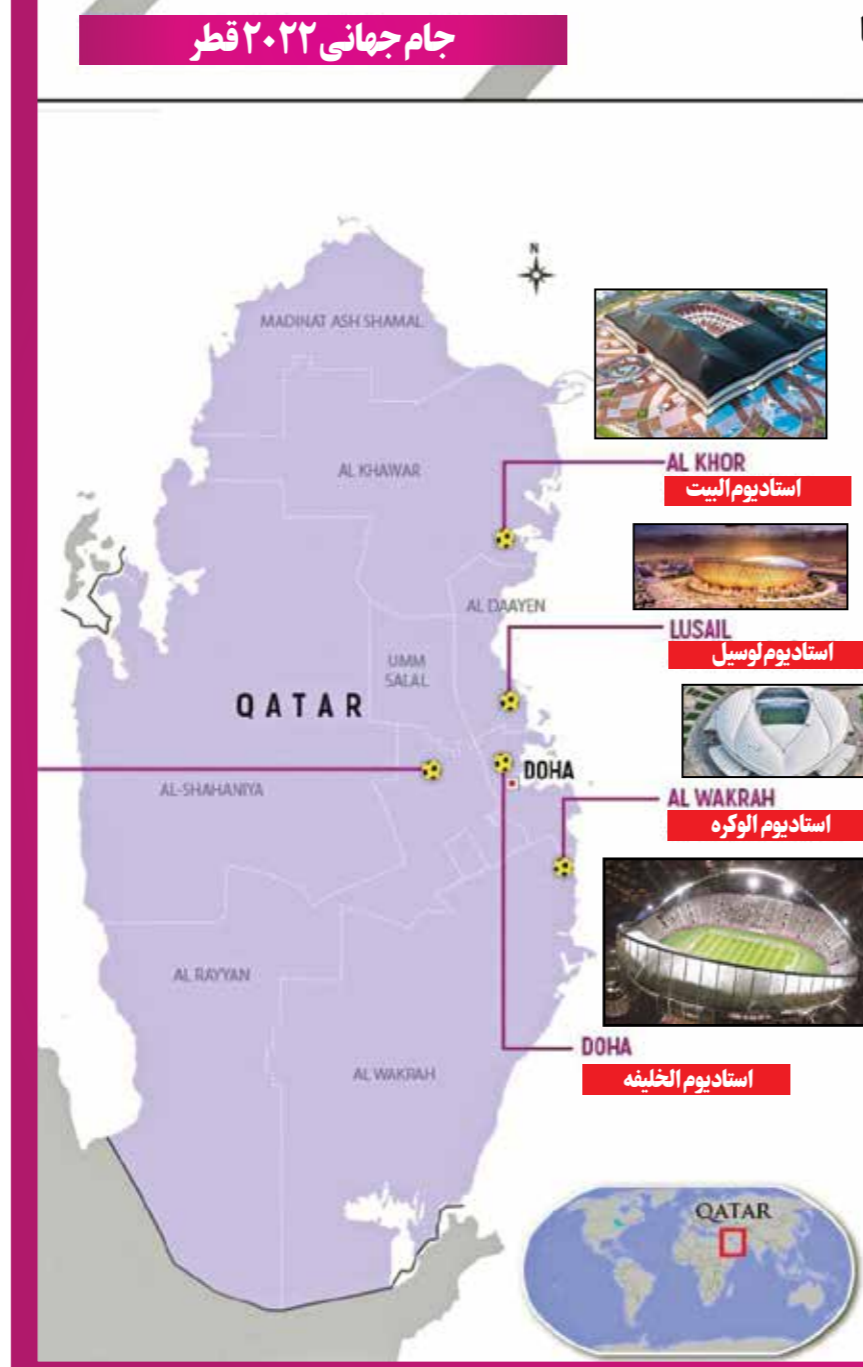 جام جهانی ۲۰۲۲ قطر
N
MADINAT ASH SHAMAL
AL KHAWAR
AL KHOR
استادیوم البیت
AL DAAYEN
LUSAIL
استادیوم لوسیل
UMM
SALAL
QATAR
DOHA
AL-SHAHANIYA
AL WAKRAH
استادیوم الوکره
AL RAYYAN
AL WAKRAH
DOHA
استادیوم الخلیفه
QATAR